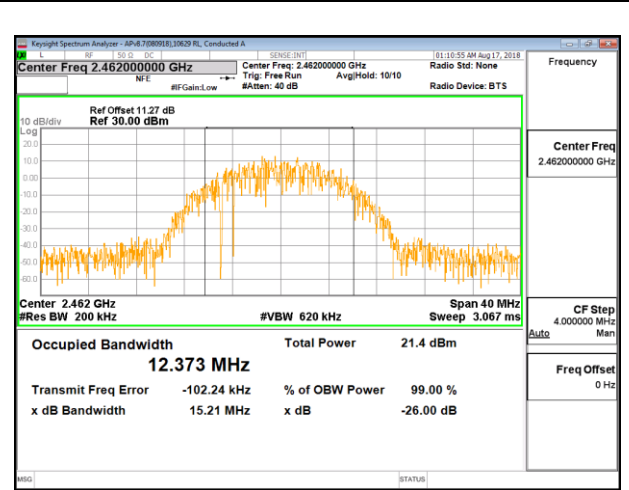 Keysight Spectrum Analyzer - APv8.7(080918),10629 RL, Conducted A
L RF 50 Ω DC SENSE:INT 01:10:55 AM Aug 17, 2018
Center Freq 2.462000000 GHz Center Freq: 2.462000000 GHz Radio Std: None Frequency
NFE Trig: Free Run Avg|Hold: 10/10
#IFGain:Low #Atten: 40 dB Radio Device: BTS
Ref Offset 11.27 dB
10 dB/div Ref 30.00 dBm
Log
20.0
10.0
0.00
-10.0
-20.0
-30.0
-40.0
-50.0
-60.0
Center Freq
2.462000000 GHz
Center 2.462 GHz Span 40 MHz
#Res BW 200 kHz #VBW 620 kHz Sweep 3.067 ms
CF Step
4.000000 MHz
Auto Man
Occupied Bandwidth Total Power 21.4 dBm
12.373 MHz
Freq Offset
0 Hz
Transmit Freq Error -102.24 kHz % of OBW Power 99.00 %
x dB Bandwidth 15.21 MHz x dB -26.00 dB
MSG STATUS